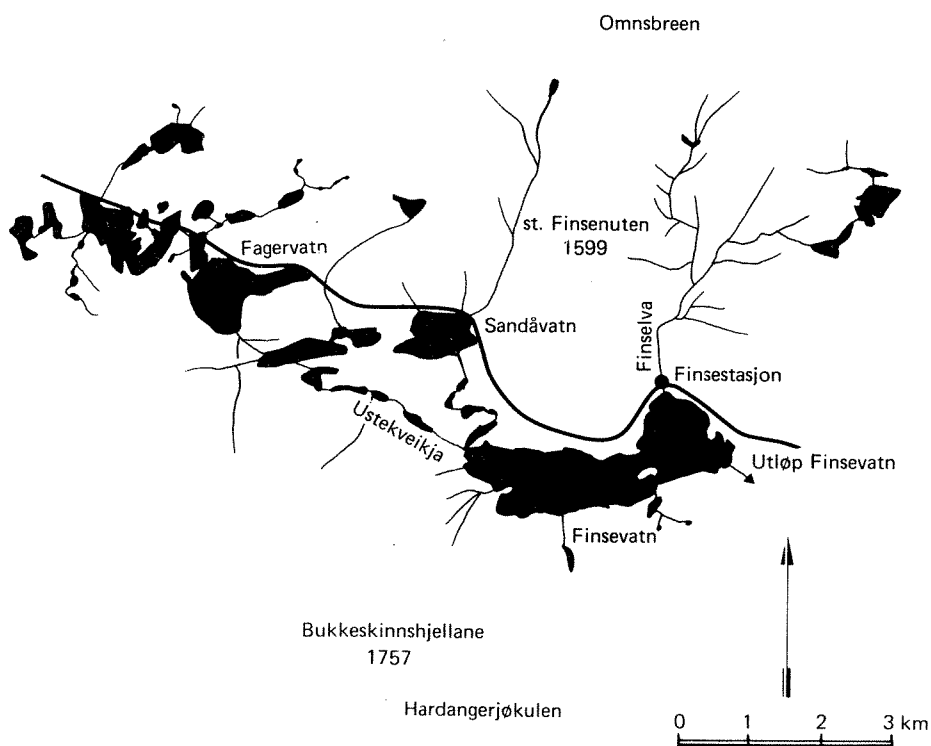 Omnsbreen
st. Finsenuten
1599
Fagervatn
Sandåvatn
Finselva
Finsestasjon
Ustekveikja
Utløp Finsevatn
Finsevatn
Bukkeskinnshjellane
1757
Hardangerjøkulen
0 1 2 3 km